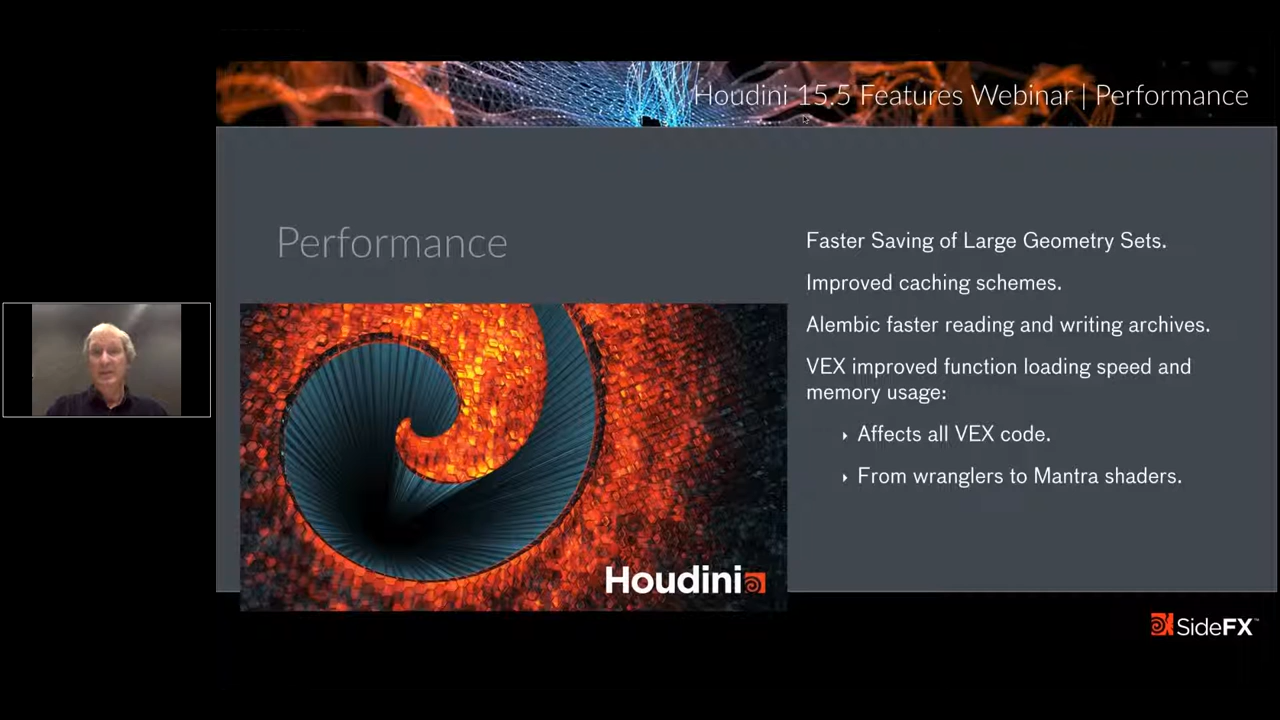 Houdini 15.5 Features Webinar | Performance
Performance
Faster Saving of Large Geometry Sets.
Improved caching schemes.
Alembic faster reading and writing archives.
VEX improved function loading speed and
memory usage:
Affects all VEX code.
From wranglers to Mantra shaders.
Houdini
SideFX™